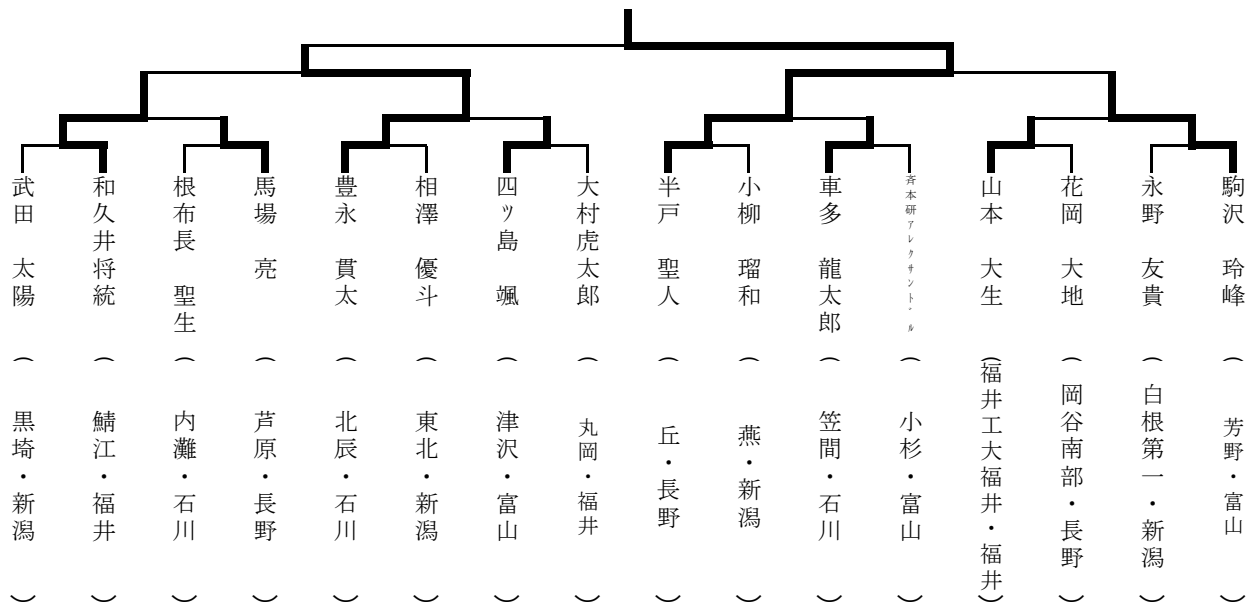 武田　太陽（黒埼・新潟）
和久井将統（鯖江・福井）
根布長　聖生（内灘・石川）
馬場　亮（芦原・長野）
豊永　貫太（北辰・石川）
相澤　優斗（東北・新潟）
四ッ島　颯（津沢・富山）
大村虎太郎（丸岡・福井）
半戸　聖人（丘・長野）
小柳　瑠和（燕・新潟）
車多　龍太郎（笠間・石川）
斉本研ｱﾚｸｻﾝﾄﾞﾙ（小杉・富山）
山本　大生（福井工大福井・福井）
花岡　大地（岡谷南部・長野）
永野　友貴（白根第一・新潟）
駒沢　玲峰（芳野・富山）